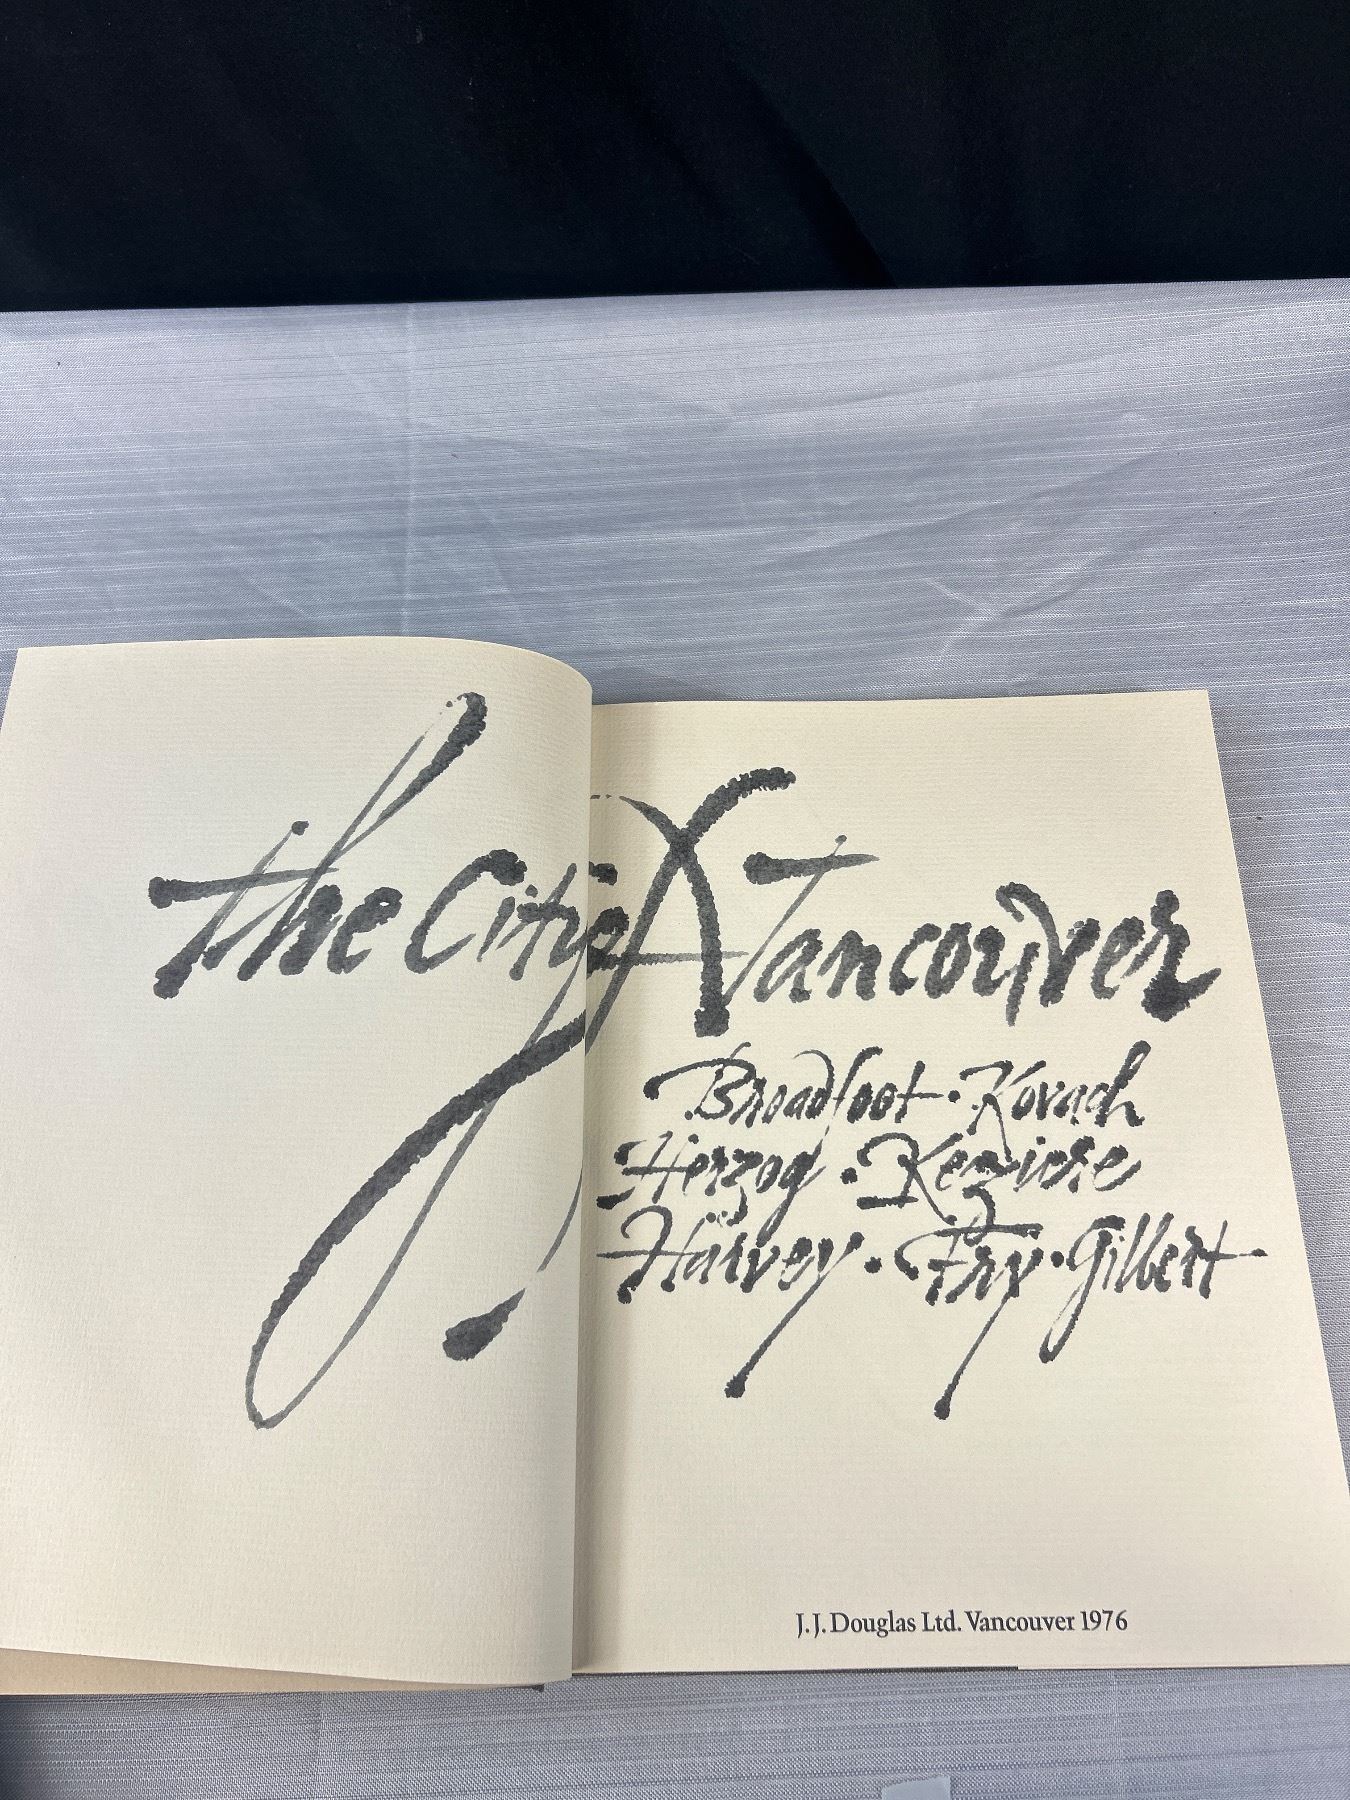 the City of Vancouver
Broadfoot · Kovach
Herzog · Keziere
Harvey · Fry · Gilbert
J.J. Douglas Ltd. Vancouver 1976